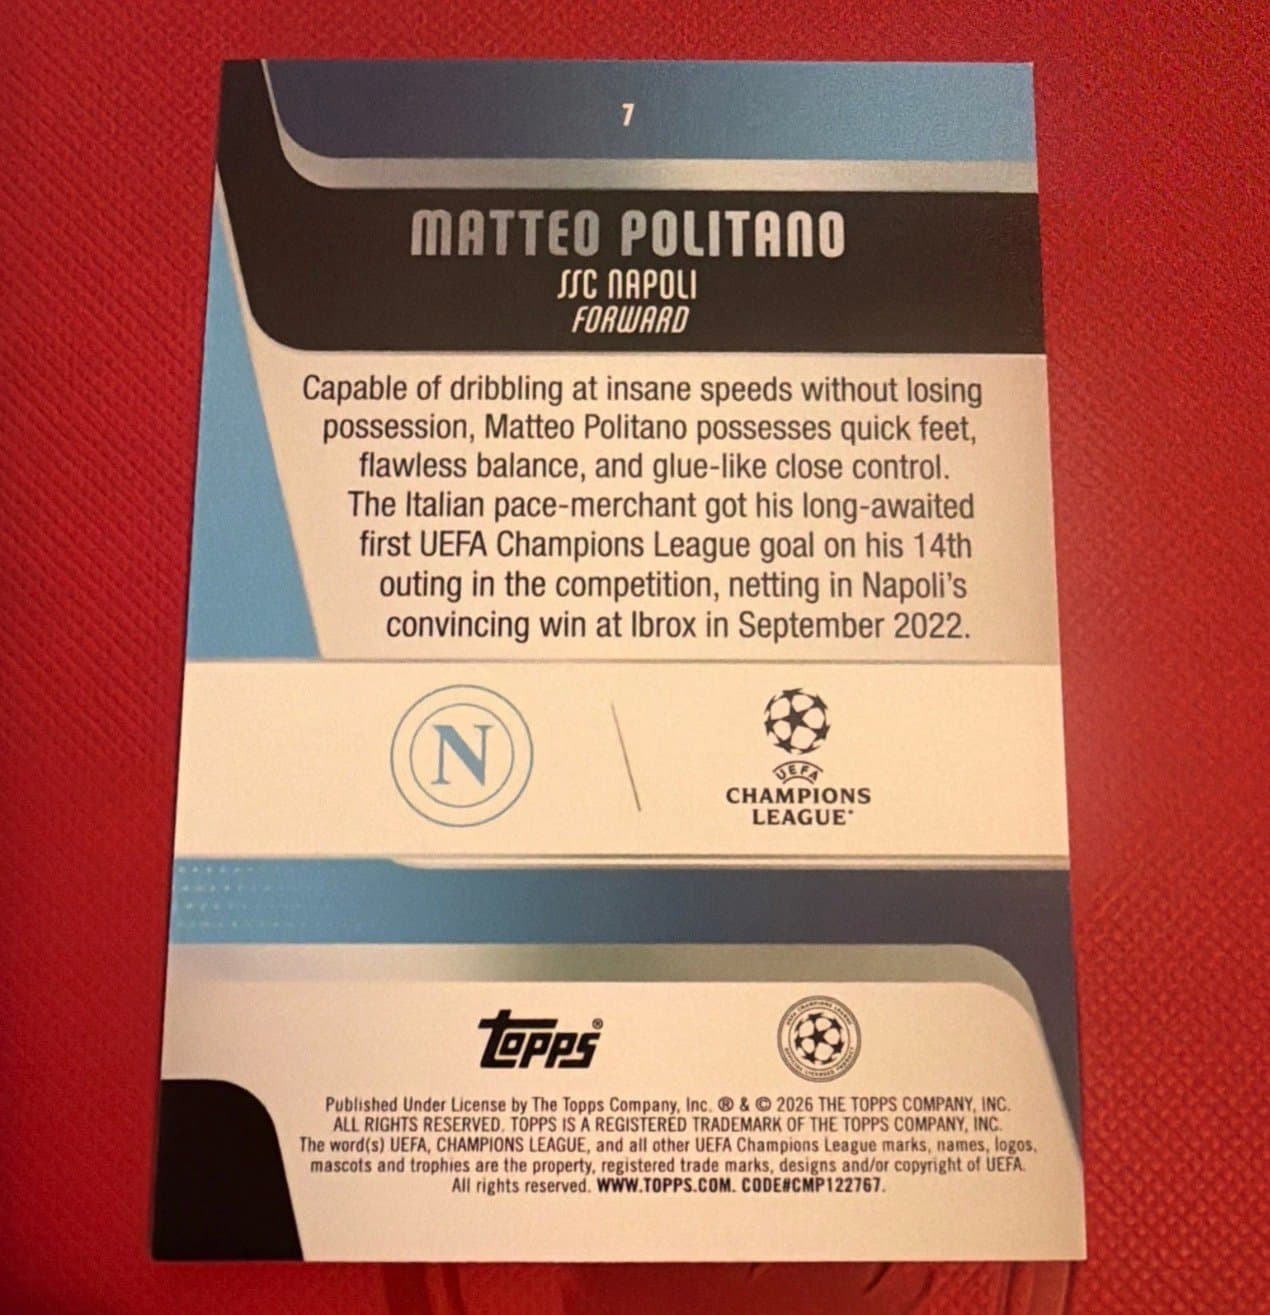 7
MATTEO POLITANO
SSC NAPOLI
FORWARD
Capable of dribbling at insane speeds without losing
possession, Matteo Politano possesses quick feet,
flawless balance, and glue-like close control.
The Italian pace-merchant got his long-awaited
first UEFA Champions League goal on his 14th
outing in the competition, netting in Napoli's
convincing win at Ibrox in September 2022.
N
UEFA
CHAMPIONS
LEAGUE
topps®
UEFA CHAMPIONS LEAGUE
OFFICIAL LICENSED PRODUCT
Published Under License by The Topps Company, Inc. ® & © 2026 THE TOPPS COMPANY, INC.
ALL RIGHTS RESERVED. TOPPS IS A REGISTERED TRADEMARK OF THE TOPPS COMPANY, INC.
The word(s) UEFA, CHAMPIONS LEAGUE, and all other UEFA Champions League marks, names, logos,
mascots and trophies are the property, registered trade marks, designs and/or copyright of UEFA.
All rights reserved. WWW.TOPPS.COM. CODE#CMP122767.